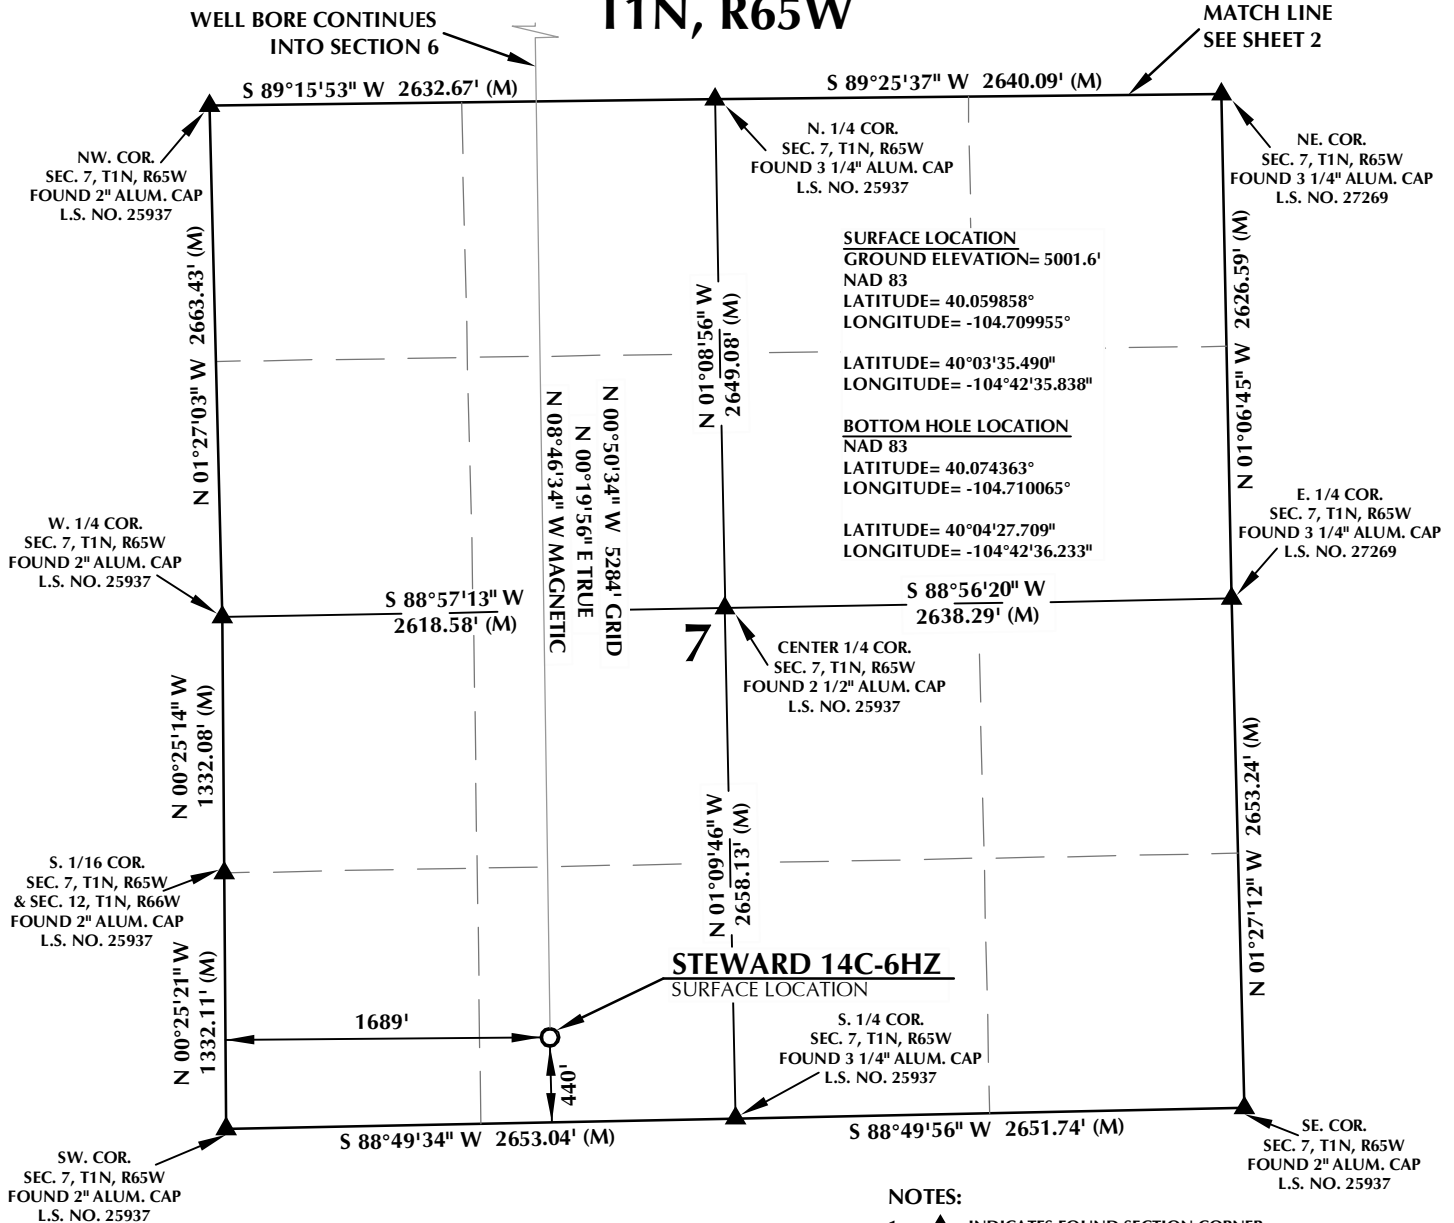 T1N, R65W
WELL BORE CONTINUES
INTO SECTION 6
MATCH LINE
SEE SHEET 2
S 89°15'53" W 2632.67' (M)
S 89°25'37" W 2640.09' (M)
NW. COR.
SEC. 7, T1N, R65W
FOUND 2" ALUM. CAP
L.S. NO. 25937
N. 1/4 COR.
SEC. 7, T1N, R65W
FOUND 3 1/4" ALUM. CAP
L.S. NO. 25937
NE. COR.
SEC. 7, T1N, R65W
FOUND 3 1/4" ALUM. CAP
L.S. NO. 27269
N 01°27'03" W 2663.43' (M)
N 01°08'56" W
2649.08' (M)
SURFACE LOCATION
GROUND ELEVATION= 5001.6'
NAD 83
LATITUDE= 40.059858°
LONGITUDE= -104.709955°
LATITUDE= 40°03'35.490"
LONGITUDE= -104°42'35.838"
BOTTOM HOLE LOCATION
NAD 83
LATITUDE= 40.074363°
LONGITUDE= -104.710065°
LATITUDE= 40°04'27.709"
LONGITUDE= -104°42'36.233"
N 01°06'45" W 2626.59' (M)
N 00°50'34" W 5284' GRID
N 00°19'56" E TRUE
N 08°46'34" W MAGNETIC
W. 1/4 COR.
SEC. 7, T1N, R65W
FOUND 2" ALUM. CAP
L.S. NO. 25937
E. 1/4 COR.
SEC. 7, T1N, R65W
FOUND 3 1/4" ALUM. CAP
L.S. NO. 27269
S 88°57'13" W
2618.58' (M)
S 88°56'20" W
2638.29' (M)
7
CENTER 1/4 COR.
SEC. 7, T1N, R65W
FOUND 2 1/2" ALUM. CAP
L.S. NO. 25937
N 00°25'14" W
1332.08' (M)
N 01°09'46" W
2658.13' (M)
N 01°27'12" W 2653.24' (M)
S. 1/16 COR.
SEC. 7, T1N, R65W
& SEC. 12, T1N, R66W
FOUND 2" ALUM. CAP
L.S. NO. 25937
N 00°25'21" W
1332.11' (M)
STEWARD 14C-6HZ
SURFACE LOCATION
1689'
440'
S. 1/4 COR.
SEC. 7, T1N, R65W
FOUND 3 1/4" ALUM. CAP
L.S. NO. 25937
S 88°49'34" W 2653.04' (M)
S 88°49'56" W 2651.74' (M)
SW. COR.
SEC. 7, T1N, R65W
FOUND 2" ALUM. CAP
L.S. NO. 25937
SE. COR.
SEC. 7, T1N, R65W
FOUND 2" ALUM. CAP
L.S. NO. 25937
NOTES:
INDICATES FOUND SECTION CORNER